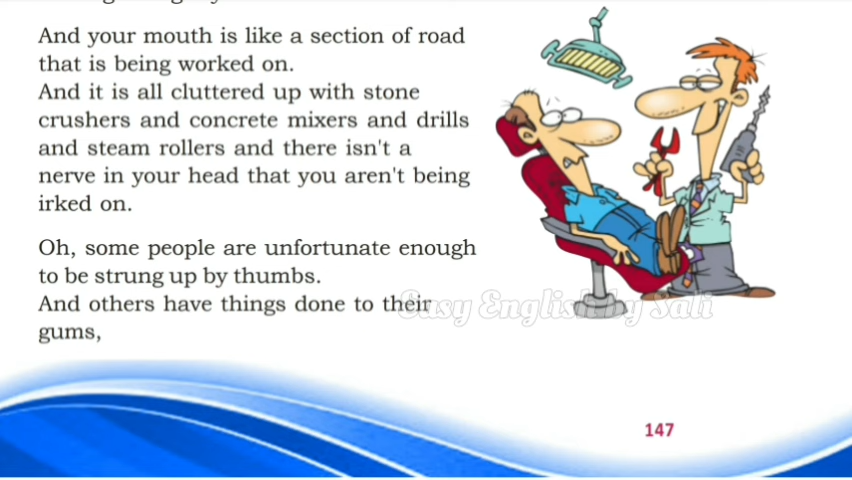 And your mouth is like a section of road
that is being worked on.
And it is all cluttered up with stone
crushers and concrete mixers and drills
and steam rollers and there isn't a
nerve in your head that you aren't being
irked on.
Oh, some people are unfortunate enough
to be strung up by thumbs.
And others have things done to their
gums,
Easy English by Sali
147